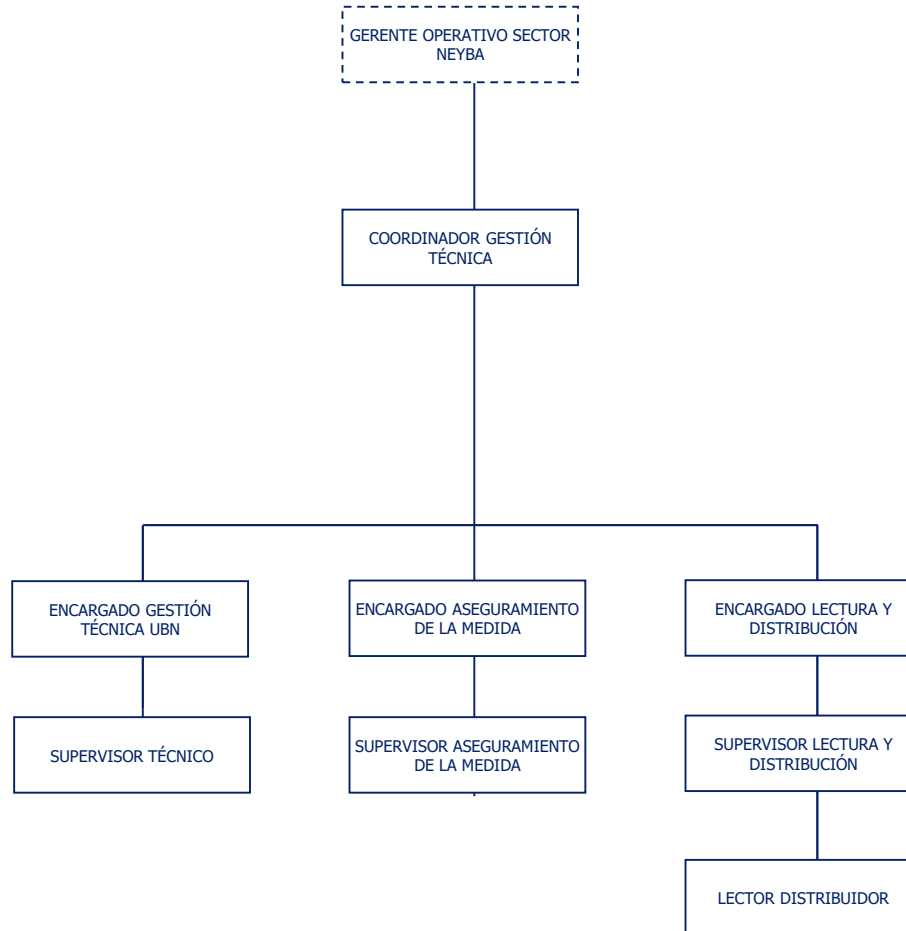 GERENTE OPERATIVO SECTOR
NEYBA
COORDINADOR GESTIÓN
TÉCNICA
ENCARGADO GESTIÓN
TÉCNICA UBN
ENCARGADO ASEGURAMIENTO
DE LA MEDIDA
ENCARGADO LECTURA Y
DISTRIBUCIÓN
SUPERVISOR TÉCNICO
SUPERVISOR ASEGURAMIENTO
DE LA MEDIDA
SUPERVISOR LECTURA Y
DISTRIBUCIÓN
LECTOR DISTRIBUIDOR